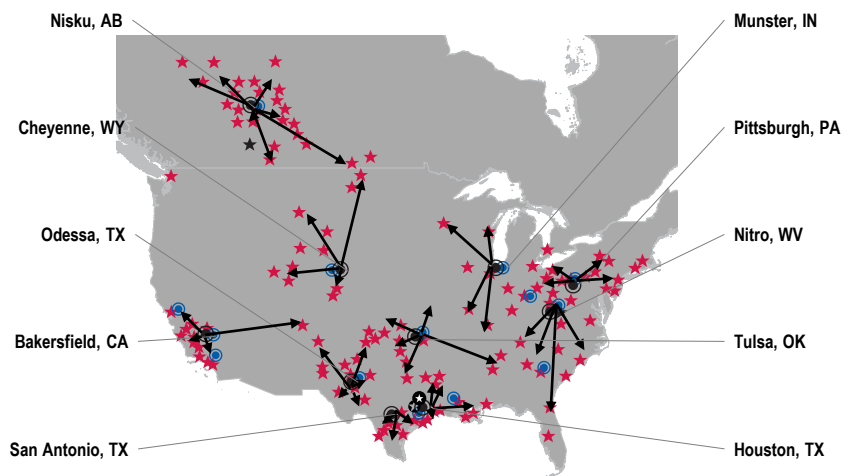 Nisku, AB
Munster, IN
Cheyenne, WY
Pittsburgh, PA
Odessa, TX
Nitro, WV
Bakersfield, CA
Tulsa, OK
San Antonio, TX
Houston, TX